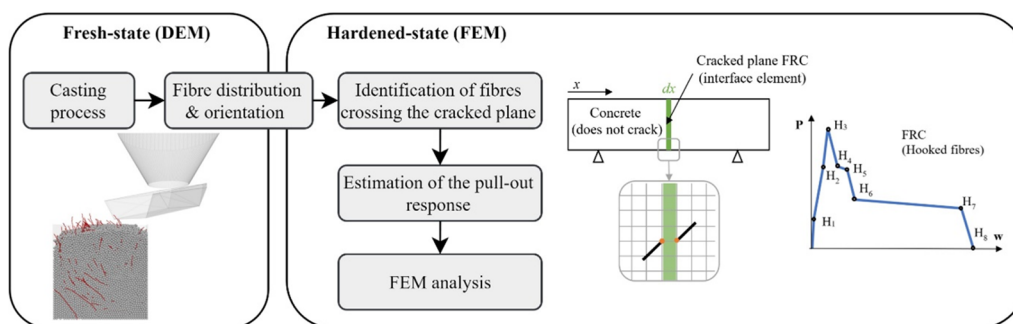 Fresh-state (DEM)
Casting
process
Fibre distribution
& orientation
Hardened-state (FEM)
Identification of fibres
crossing the cracked plane
Estimation of the pull-out
response
FEM analysis
Cracked plane FRC
(interface element)
x
dx
Concrete
(does not crack)
P
FRC
(Hooked fibres)
H₃
H₄
H₅
H₂
H₆
H₇
H₁
H₈
w